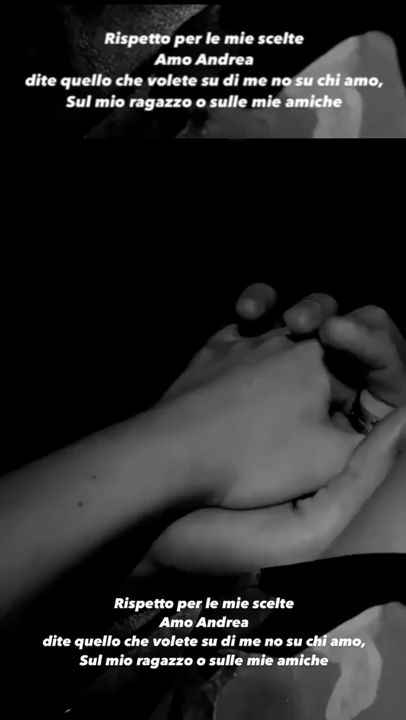 Rispetto per le mie scelte
Amo Andrea
dite quello che volete su di me no su chi amo,
Sul mio ragazzo o sulle mie amiche
Rispetto per le mie scelte
Amo Andrea
dite quello che volete su di me no su chi amo,
Sul mio ragazzo o sulle mie amiche